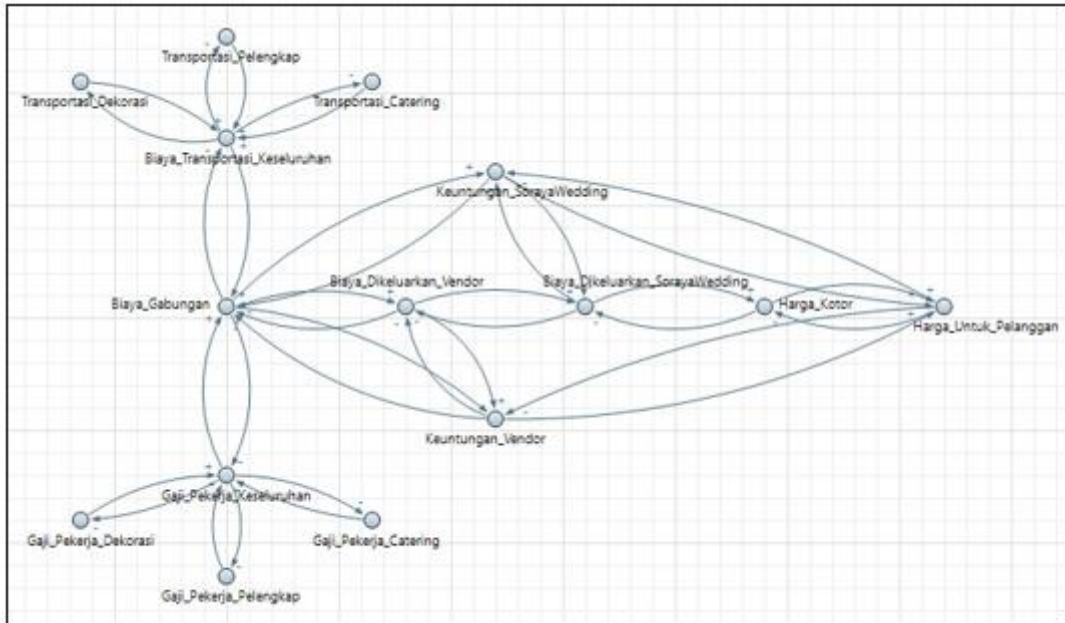 Transportasi_Pelengkap
Transportasi_Dekorasi
Transportasi_Catering
Biaya_Transportasi_Keseluruhan
Keuntungan_SorayaWedding
Biaya_Dikeluarkan_Vendor
Biaya_Dikeluarkan_SorayaWedding
Biaya_Gabungan
Harga_Kotor
Harga_Untuk_Pelanggan
Keuntungan_Vendor
Gaji_Pekerja_Keseluruhan
Gaji_Pekerja_Dekorasi
Gaji_Pekerja_Catering
Gaji_Pekerja_Pelengkap